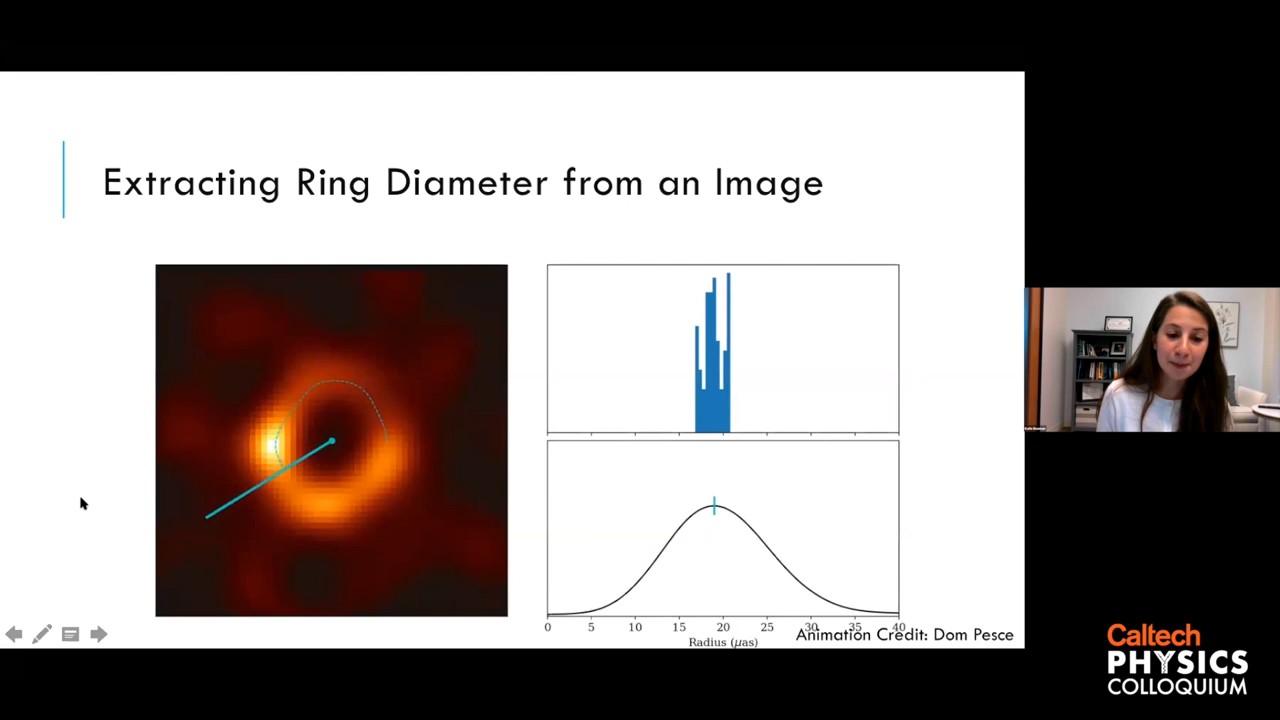 Extracting Ring Diameter from an Image
0 5 10 15 20 25 30 35 40
Radius (μas)
Animation Credit: Dom Pesce
Caltech
PHYSICS
COLLOQUIUM